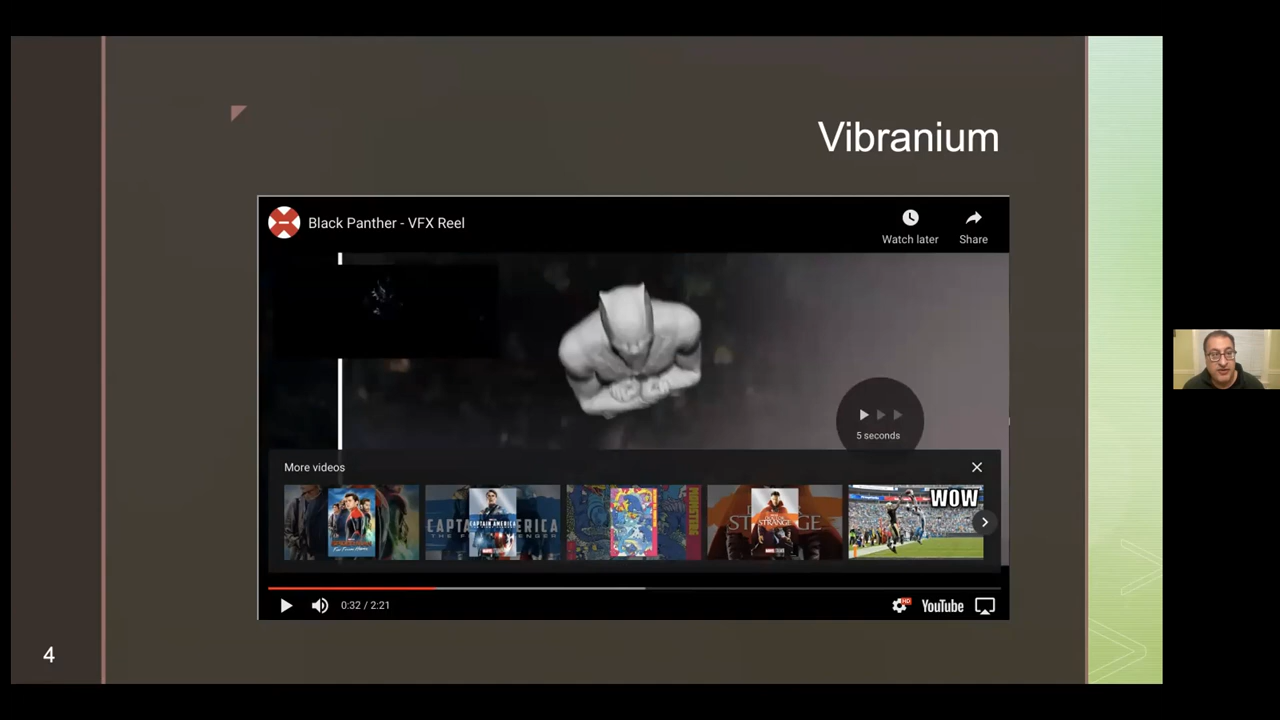 Vibranium
Black Panther - VFX Reel
Watch later
Share
5 seconds
More videos
CAPTAIN AMERICA
STRANGE
WOW
0:32 / 2:21
HD
YouTube
4